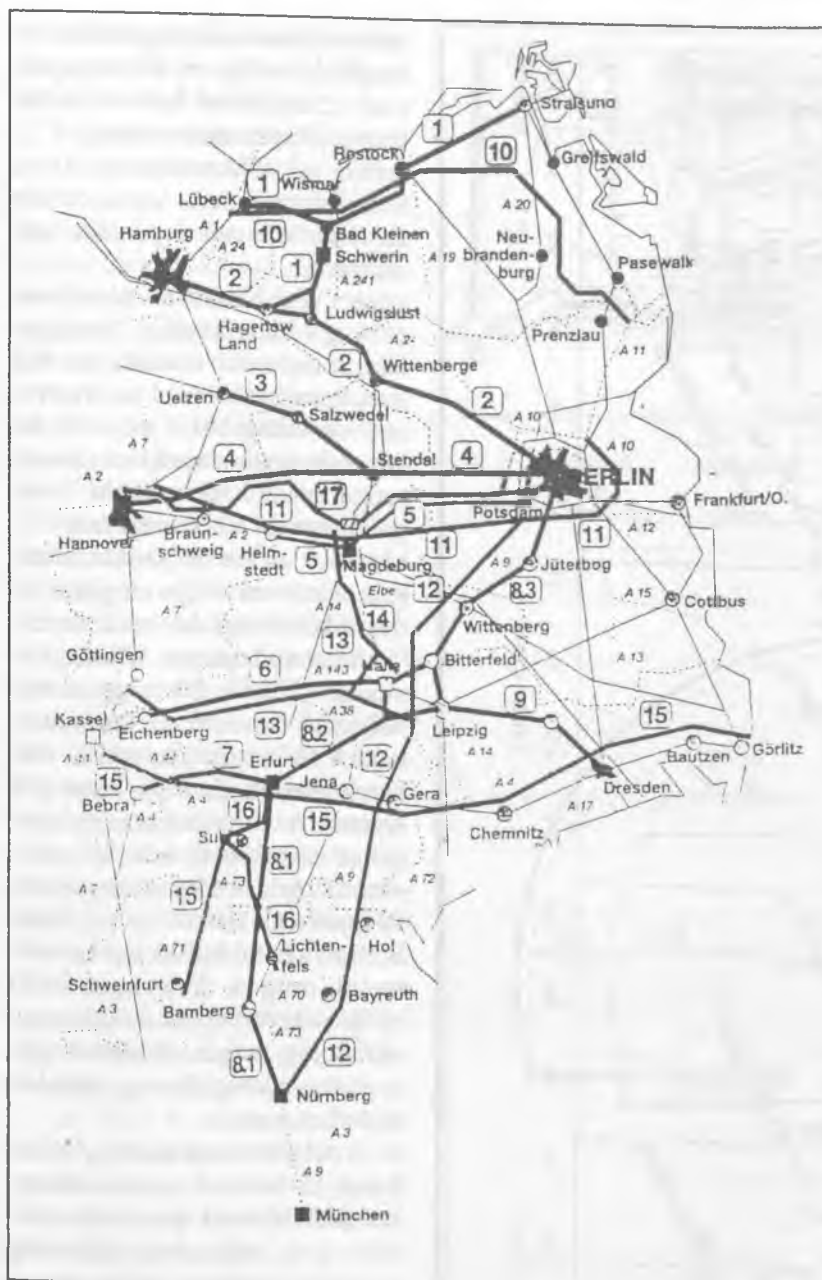 Stralsund
1
Rostock
10
Greifswald
1
Wismar
Lübeck
A 1
A 20
Hamburg
10
Bad Kleinen
A 24
Neu-
branden-
burg
1
Schwerin
A 19
Pasewalk
2
A 241
Hagenow
Land
Ludwigslust
Prenzlau
A 11
A 2-
2
Wittenberge
3
2
Uelzen
Salzwedel
A 10
A 7
A 10
4
Stendal
4
A 2
BERLIN
17
11
Potsdam
Frankfurt/O.
Hannover
Braun-
schweig
A 2
5
11
A 12
Helm-
stedt
5
11
Magdeburg
A 9
Jüterbog
12
8.3
Elbe
A 15
Cottbus
A 7
A 14
14
Wittenberg
13
Göttingen
6
A 143
Halle
Bitterfeld
A 13
Kassel
9
Eichenberg
13
A 38
8.2
Leipzig
15
A 44
7
Erfurt
12
A 14
Bautzen
Görlitz
15
Jena
A 4
Dresden
Bebra
A 4
Gera
A 4
16
15
Chemnitz
A 17
Suhl
8.1
A 7
A 73
A 9
A 72
15
16
Hof
A 71
Lichten-
fels
Schweinfurt
A 70
Bayreuth
A 3
Bamberg
A 73
12
8.1
Nürnberg
A 3
A 9
München